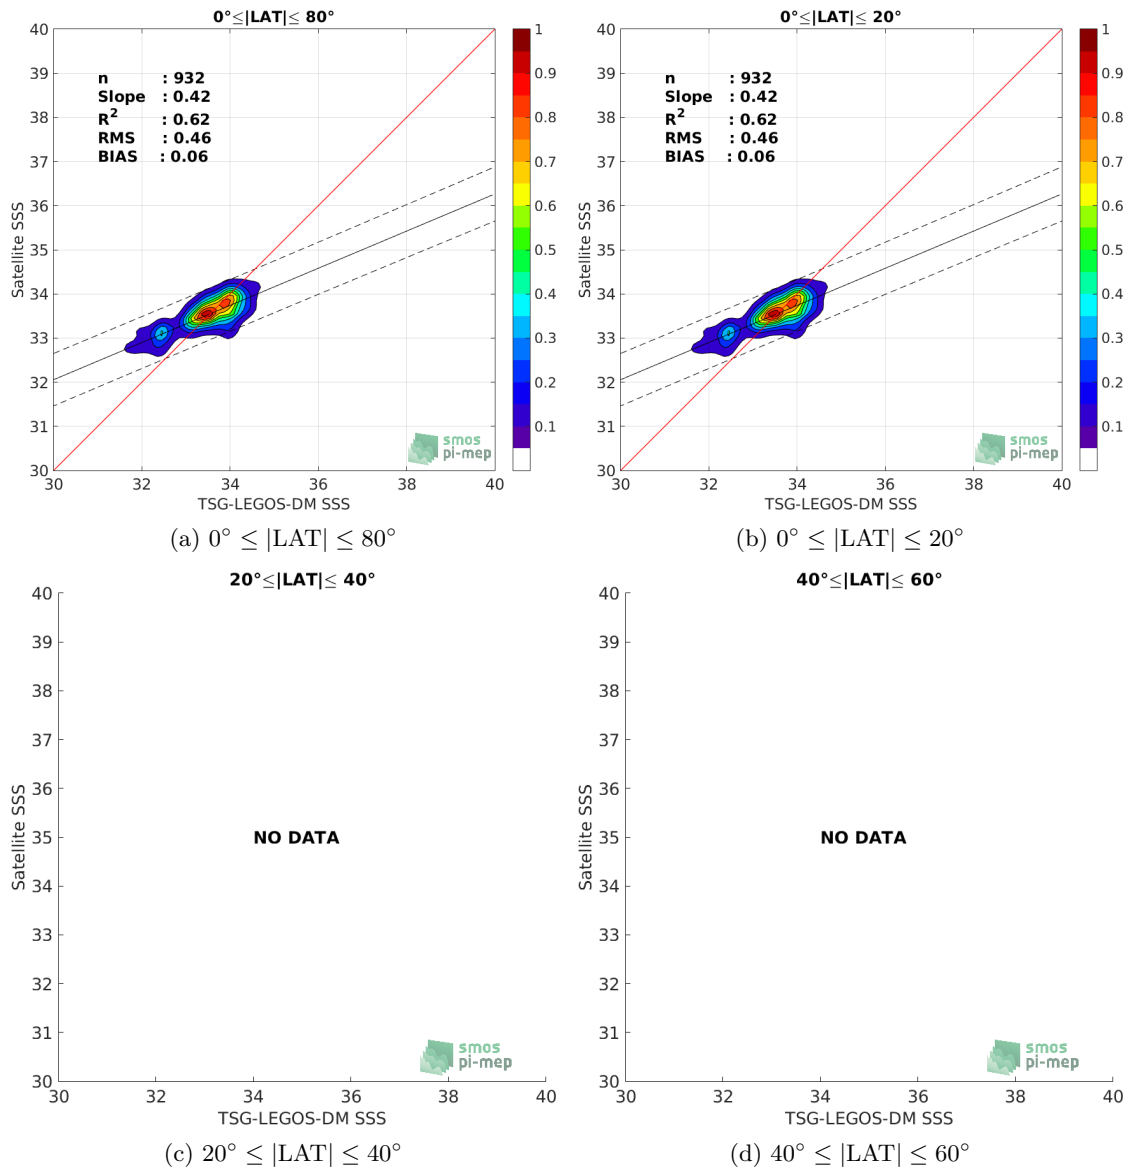 0°≤|LAT|≤ 80°
40
39
38
37
36
35
34
33
32
31
30
Satellite SSS
n : 932
Slope : 0.42
R2 : 0.62
RMS : 0.46
BIAS : 0.06
smos
pi-mep
30 32 34 36 38 40
TSG-LEGOS-DM SSS
1
0.9
0.8
0.7
0.6
0.5
0.4
0.3
0.2
0.1
(a) 0° ≤ |LAT| ≤ 80°
0°≤|LAT|≤ 20°
40
39
38
37
36
35
34
33
32
31
30
Satellite SSS
n : 932
Slope : 0.42
R2 : 0.62
RMS : 0.46
BIAS : 0.06
smos
pi-mep
30 32 34 36 38 40
TSG-LEGOS-DM SSS
1
0.9
0.8
0.7
0.6
0.5
0.4
0.3
0.2
0.1
(b) 0° ≤ |LAT| ≤ 20°
20°≤|LAT|≤ 40°
40
39
38
37
36
35
34
33
32
31
30
Satellite SSS
NO DATA
smos
pi-mep
30 32 34 36 38 40
TSG-LEGOS-DM SSS
(c) 20° ≤ |LAT| ≤ 40°
40°≤|LAT|≤ 60°
40
39
38
37
36
35
34
33
32
31
30
Satellite SSS
NO DATA
smos
pi-mep
30 32 34 36 38 40
TSG-LEGOS-DM SSS
(d) 40° ≤ |LAT| ≤ 60°